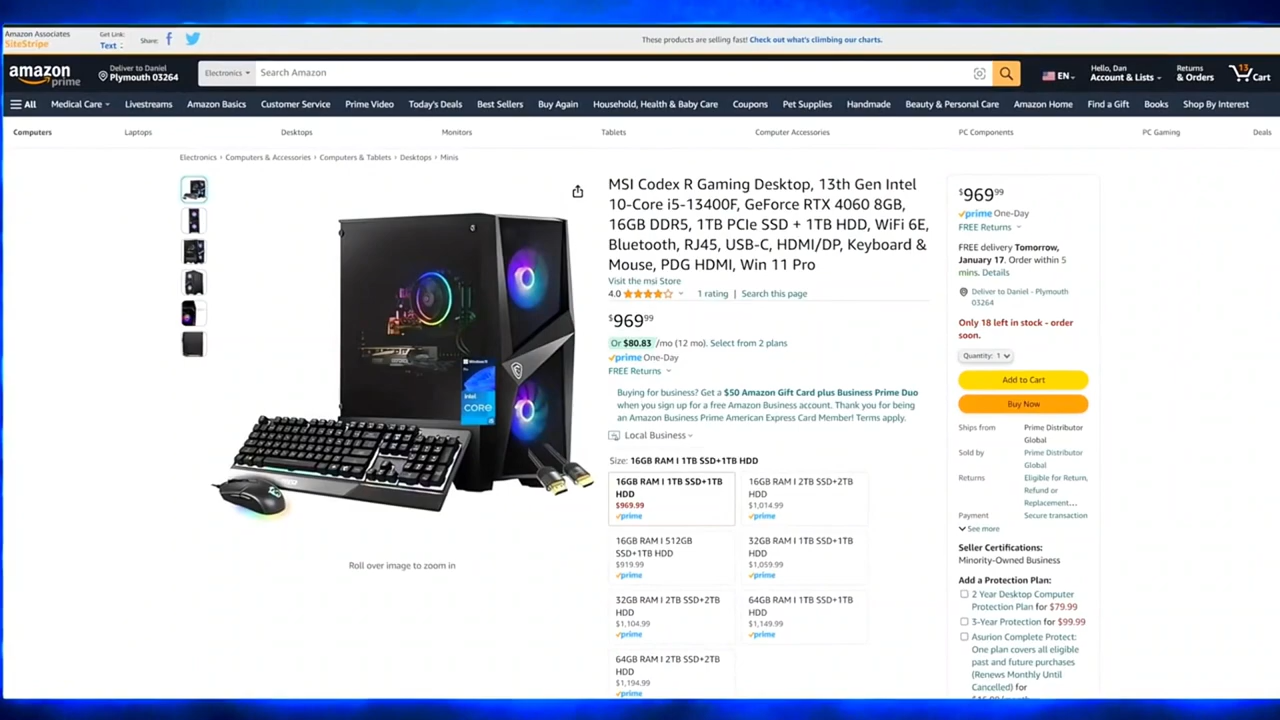 Amazon Associates
SiteStripe
Get Link:
Text
Share:
These products are selling fast! Check out what's climbing our charts.
amazon
prime
Deliver to Daniel
Plymouth 03264
Electronics
Search Amazon
EN
Hello, Dan
Account & Lists
Returns
& Orders
13
Cart
All
Medical Care
Livestreams
Amazon Basics
Customer Service
Prime Video
Today's Deals
Best Sellers
Buy Again
Household, Health & Baby Care
Coupons
Pet Supplies
Handmade
Beauty & Personal Care
Amazon Home
Find a Gift
Books
Shop By Interest
Computers
Laptops
Desktops
Monitors
Tablets
Computer Accessories
PC Components
PC Gaming
Deals
Electronics › Computers & Accessories › Computers & Tablets › Desktops › Minis
MSI Codex R Gaming Desktop, 13th Gen Intel
10-Core i5-13400F, GeForce RTX 4060 8GB,
16GB DDR5, 1TB PCIe SSD + 1TB HDD, WiFi 6E,
Bluetooth, RJ45, USB-C, HDMI/DP, Keyboard &
Mouse, PDG HDMI, Win 11 Pro
Visit the msi Store
4.0
1 rating | Search this page
$969.99
Or $80.83 /mo (12 mo). Select from 2 plans
prime One-Day
FREE Returns
Buying for business? Get a $50 Amazon Gift Card plus Business Prime Duo
when you sign up for a free Amazon Business account. Thank you for being
an Amazon Business Prime American Express Card Member! Terms apply.
Local Business
Size: 16GB RAM I 1TB SSD+1TB HDD
16GB RAM I 1TB SSD+1TB
HDD
$969.99
prime
16GB RAM I 2TB SSD+2TB
HDD
$1,014.99
prime
16GB RAM I 512GB
SSD+1TB HDD
$919.99
prime
32GB RAM I 1TB SSD+1TB
HDD
$1,059.99
prime
32GB RAM I 2TB SSD+2TB
HDD
$1,104.99
prime
64GB RAM I 1TB SSD+1TB
HDD
$1,149.99
prime
64GB RAM I 2TB SSD+2TB
HDD
$1,194.99
prime
intel
CORE
Roll over image to zoom in
$969.99
prime One-Day
FREE Returns
FREE delivery Tomorrow,
January 17. Order within 5
mins. Details
Deliver to Daniel - Plymouth
03264
Only 18 left in stock - order
soon.
Quantity: 1
Add to Cart
Buy Now
Ships from
Prime Distributor
Global
Sold by
Prime Distributor
Global
Returns
Eligible for Return,
Refund or
Replacement...
Payment
Secure transaction
See more
Seller Certifications:
Minority-Owned Business
Add a Protection Plan:
2 Year Desktop Computer
Protection Plan for $79.99
3-Year Protection for $99.99
Asurion Complete Protect:
One plan covers all eligible
past and future purchases
(Renews Monthly Until
Cancelled) for